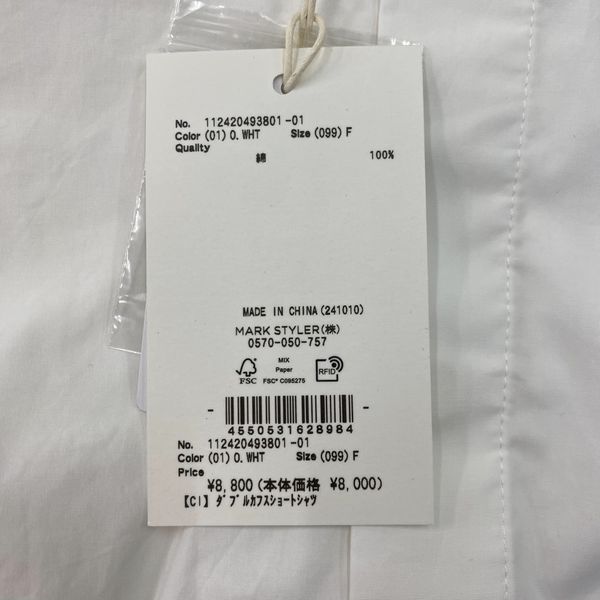 No. 112420493801-01
Color (01) O.WHT Size (099) F
Quality
綿 100%
MADE IN CHINA (241010)
MARK STYLER(株)
0570-050-757
FSC
MIX
Paper
FSC® C095275
RFID
4550531628984
No. 112420493801-01
Color (01) O.WHT Size (099) F
Price
¥8,800(本体価格 ¥8,000)
【CI】ﾀﾞﾌﾞﾙｶﾌｽｼｮｰﾄｼｬﾂ